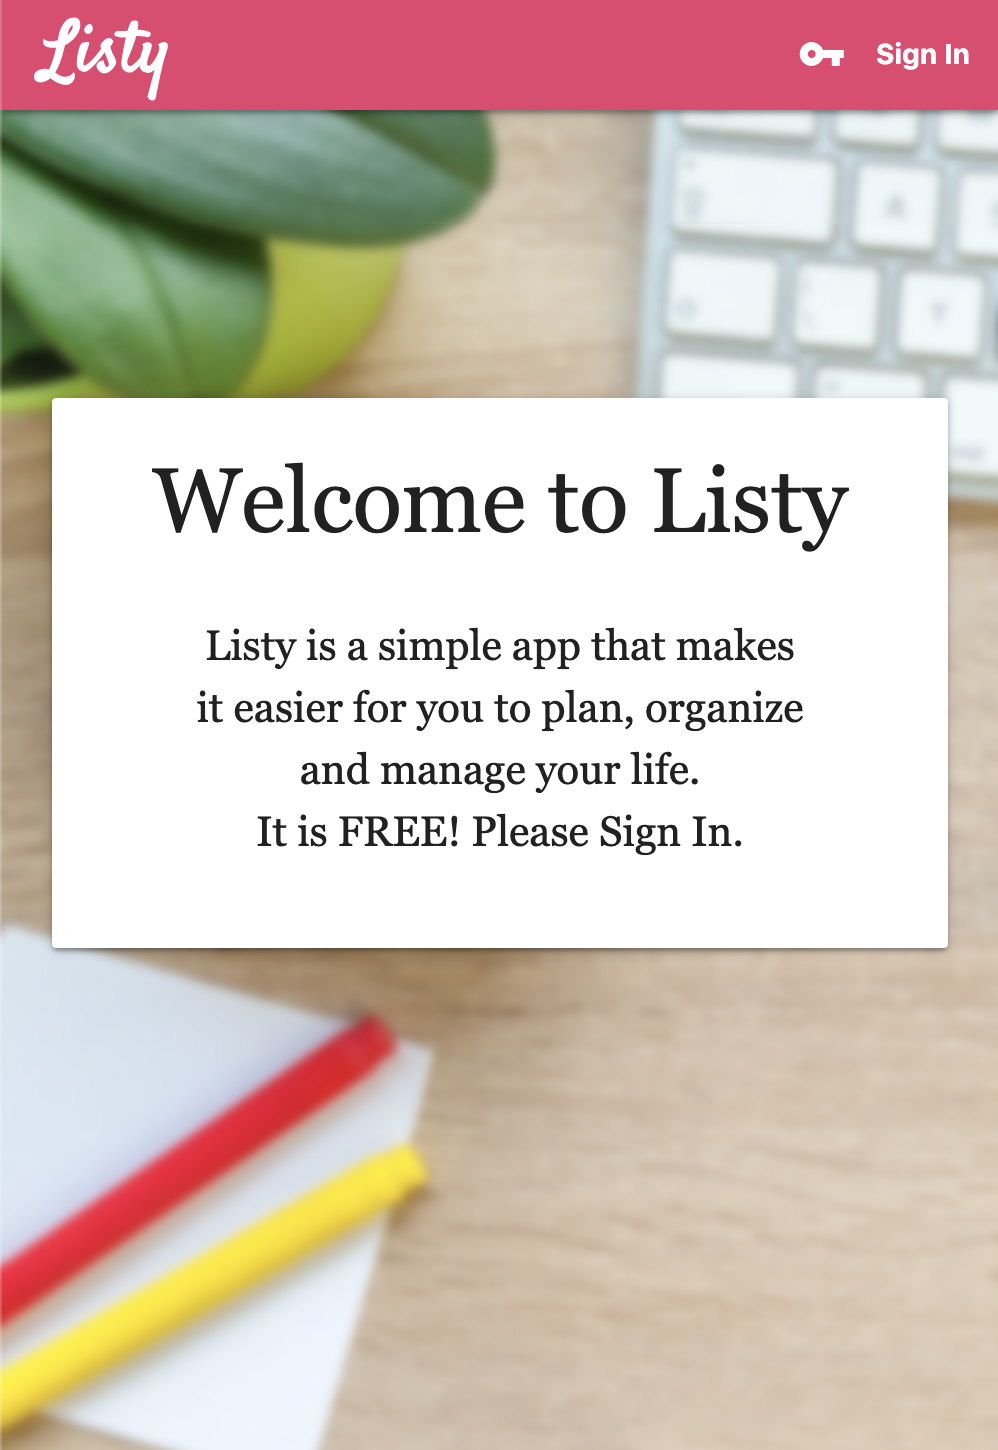 Listy
Sign In
A
Welcome to Listy
Listy is a simple app that makes
it easier for you to plan, organize
and manage your life.
It is FREE! Please Sign In.